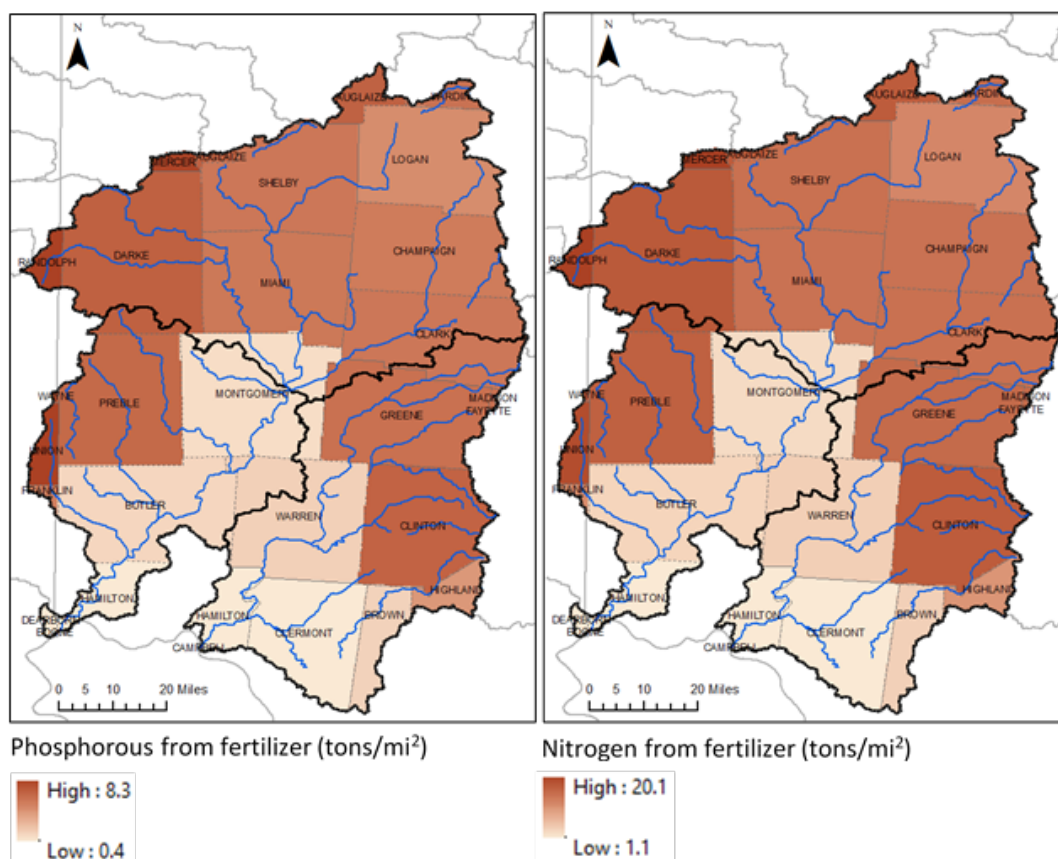 N
AUGLAIZE
HARDIN
MERCER
AUGLAIZE
LOGAN
SHELBY
CHAMPAIGN
DARKE
RANDOLPH
MIAMI
CLARK
MONTGOMERY
WAYNE
PREBLE
MADISON
GREENE
FAYETTE
UNION
FRANKLIN
BUTLER
WARREN
CLINTON
HIGHLAND
HAMILTON
HAMILTON
BROWN
DEARBORN
BOONE
CLERMONT
CAMPBELL
0 5 10 20 Miles
Phosphorous from fertilizer (tons/mi²)
High : 8.3
Low : 0.4
N
AUGLAIZE
HARDIN
MERCER
AUGLAIZE
LOGAN
SHELBY
CHAMPAIGN
DARKE
RANDOLPH
MIAMI
CLARK
MONTGOMERY
WAYNE
PREBLE
MADISON
GREENE
FAYETTE
UNION
FRANKLIN
BUTLER
WARREN
CLINTON
HIGHLAND
HAMILTON
HAMILTON
BROWN
DEARBORN
BOONE
CLERMONT
CAMPBELL
0 5 10 20 Miles
Nitrogen from fertilizer (tons/mi²)
High : 20.1
Low : 1.1